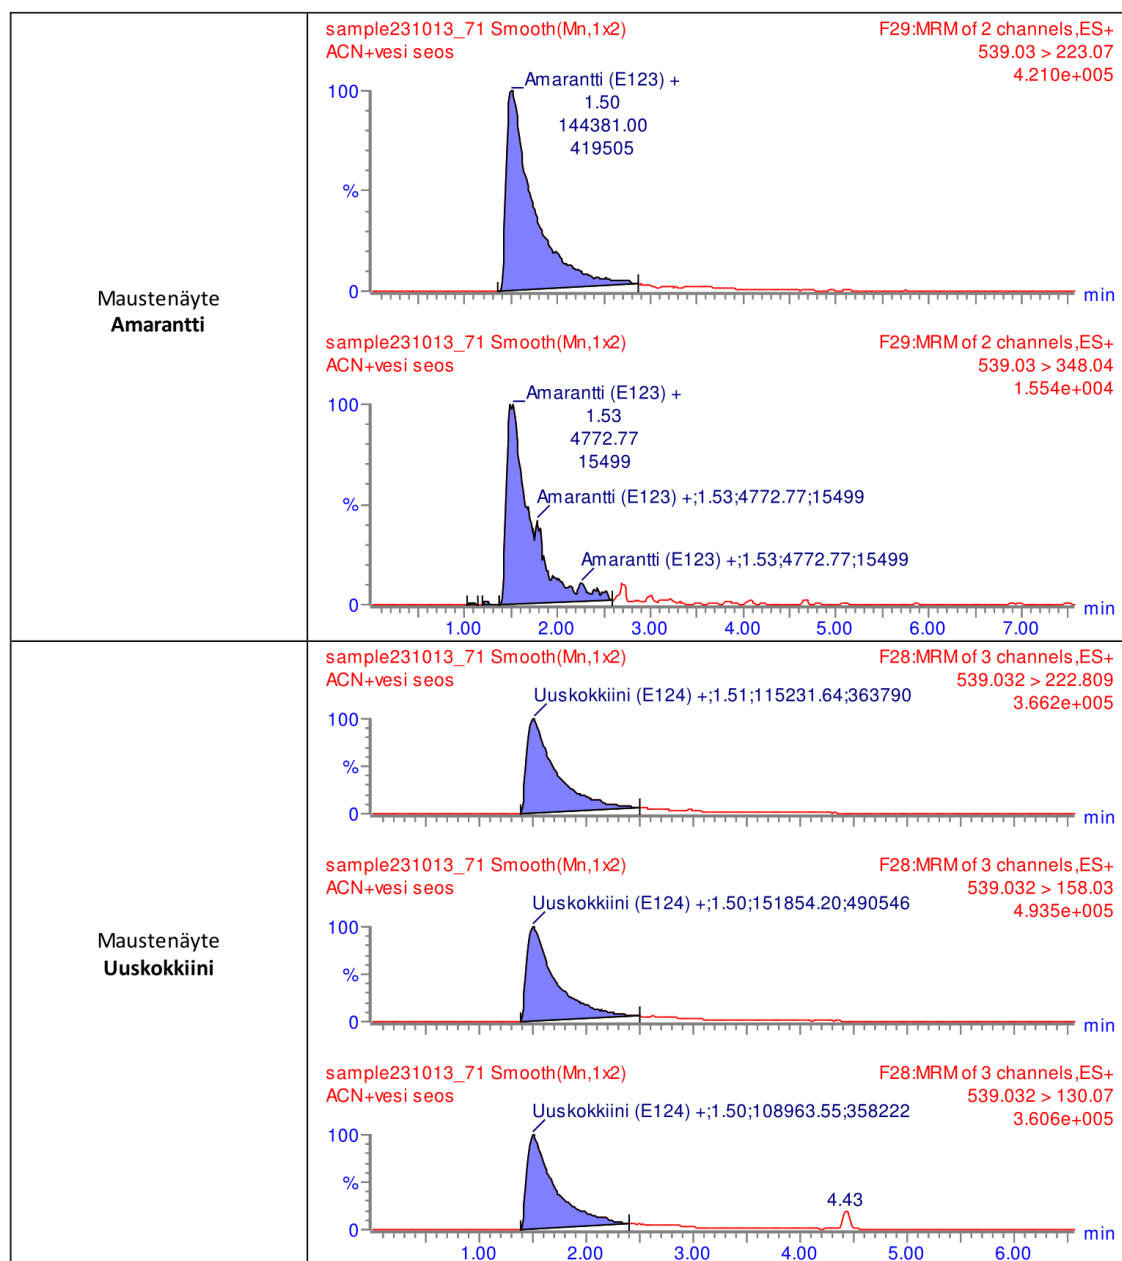 Maustenäyte
Amarantti
sample231013_71 Smooth(Mn,1x2)
ACN+vesi seos
F29:MRM of 2 channels,ES+
539.03 > 223.07
4.210e+005
Amarantti (E123) +
1.50
144381.00
419505
100
%
0
min
sample231013_71 Smooth(Mn,1x2)
ACN+vesi seos
F29:MRM of 2 channels,ES+
539.03 > 348.04
1.554e+004
Amarantti (E123) +
1.53
4772.77
15499
Amarantti (E123) +;1.53;4772.77;15499
Amarantti (E123) +;1.53;4772.77;15499
100
%
0
min
1.00 2.00 3.00 4.00 5.00 6.00 7.00
Maustenäyte
Uuskokkiini
sample231013_71 Smooth(Mn,1x2)
ACN+vesi seos
F28:MRM of 3 channels,ES+
539.032 > 222.809
3.662e+005
Uuskokkiini (E124) +;1.51;115231.64;363790
100
%
0
min
sample231013_71 Smooth(Mn,1x2)
ACN+vesi seos
F28:MRM of 3 channels,ES+
539.032 > 158.03
4.935e+005
Uuskokkiini (E124) +;1.50;151854.20;490546
100
%
0
min
sample231013_71 Smooth(Mn,1x2)
ACN+vesi seos
F28:MRM of 3 channels,ES+
539.032 > 130.07
3.606e+005
Uuskokkiini (E124) +;1.50;108963.55;358222
4.43
100
%
0
min
1.00 2.00 3.00 4.00 5.00 6.00